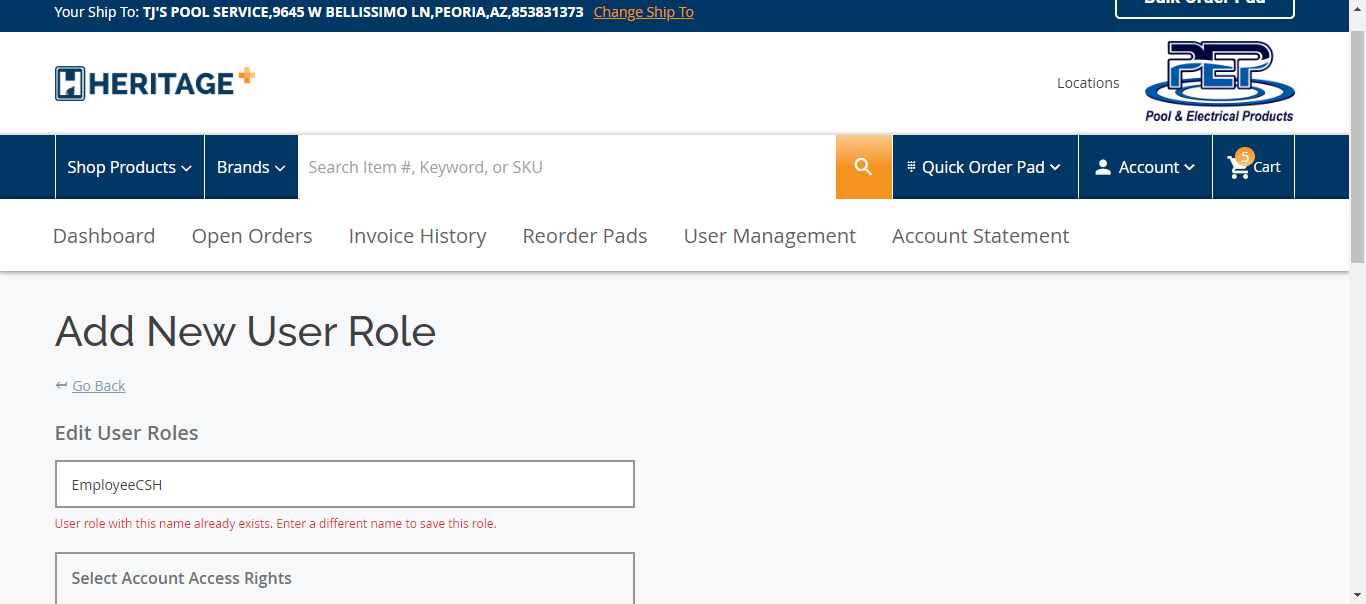 Your Ship To: TJ'S POOL SERVICE,9645 W BELLISSIMO LN,PEORIA,AZ,853831373 Change Ship To
Bulk Order Pad
HERITAGE+
Locations
PEP
Pool & Electrical Products
Shop Products
Brands
Search Item #, Keyword, or SKU
Quick Order Pad
Account
5
Cart
Dashboard
Open Orders
Invoice History
Reorder Pads
User Management
Account Statement
Add New User Role
Go Back
Edit User Roles
EmployeeCSH
User role with this name already exists. Enter a different name to save this role.
Select Account Access Rights